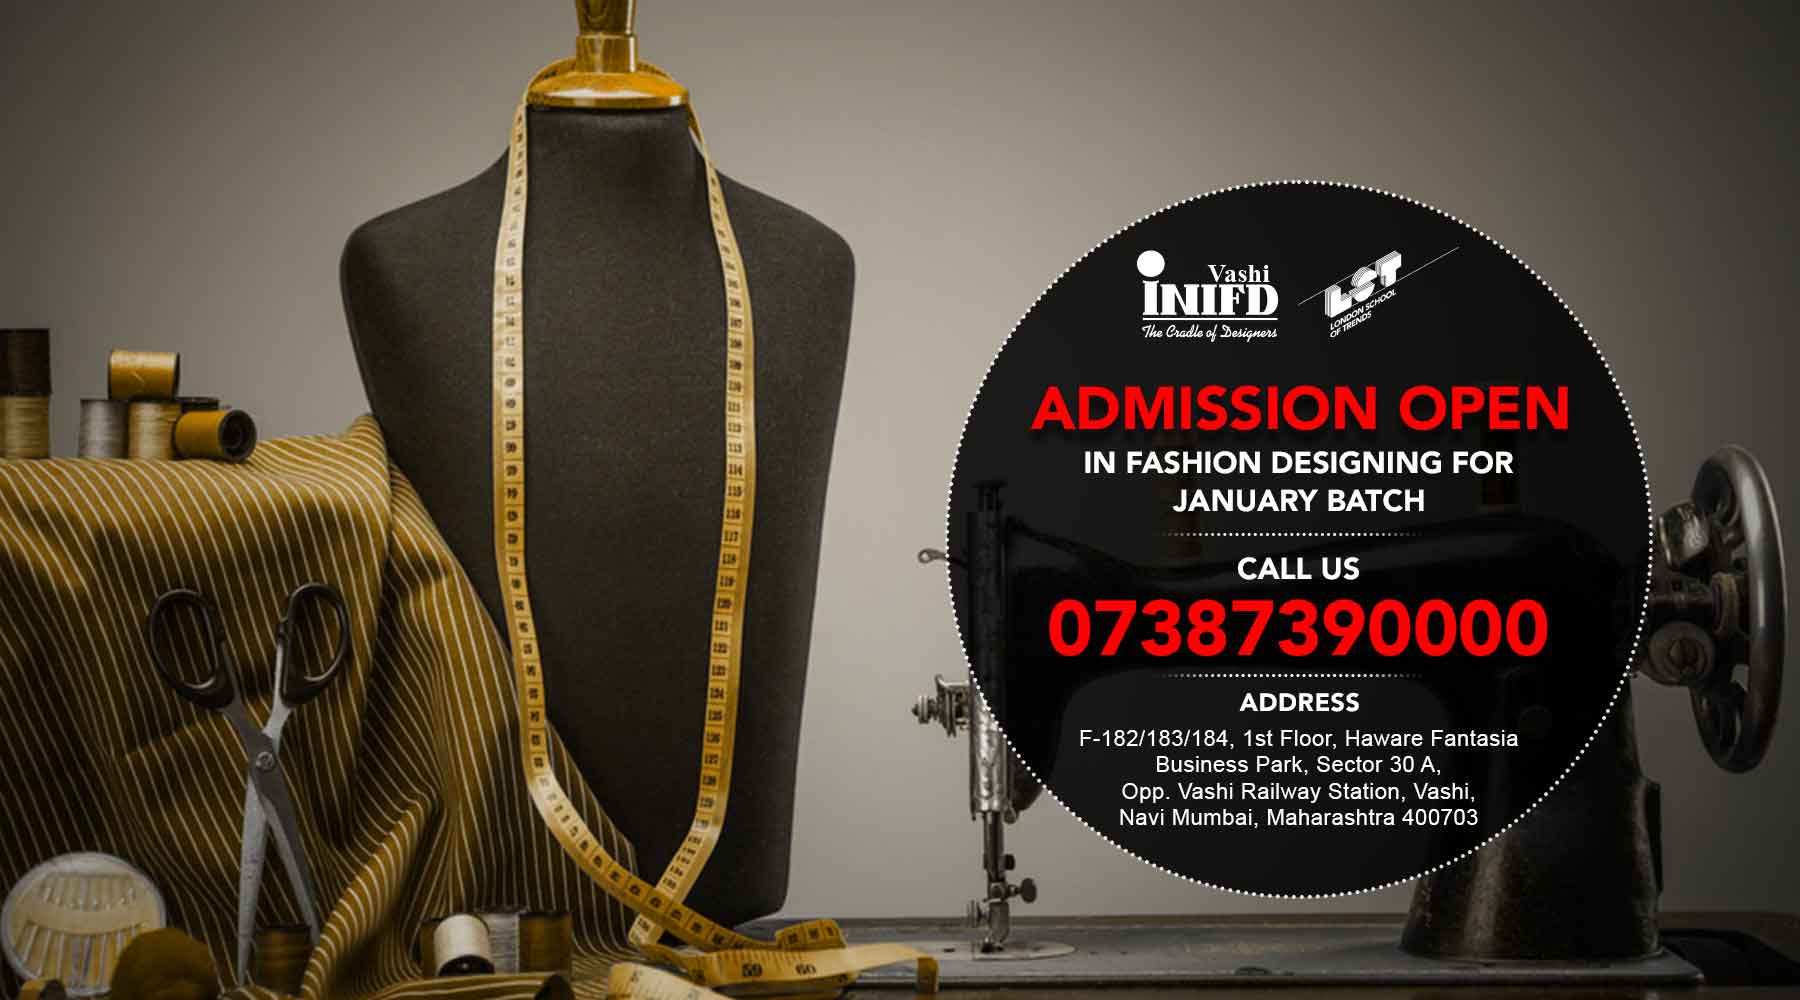 Vashi
iNIFD
The Cradle of Designers
LST
LONDON SCHOOL
OF TRENDS
ADMISSION OPEN
IN FASHION DESIGNING FOR
JANUARY BATCH
CALL US
07387390000
ADDRESS
F-182/183/184, 1st Floor, Haware Fantasia
Business Park, Sector 30 A,
Opp. Vashi Railway Station, Vashi,
Navi Mumbai, Maharashtra 400703
59 60